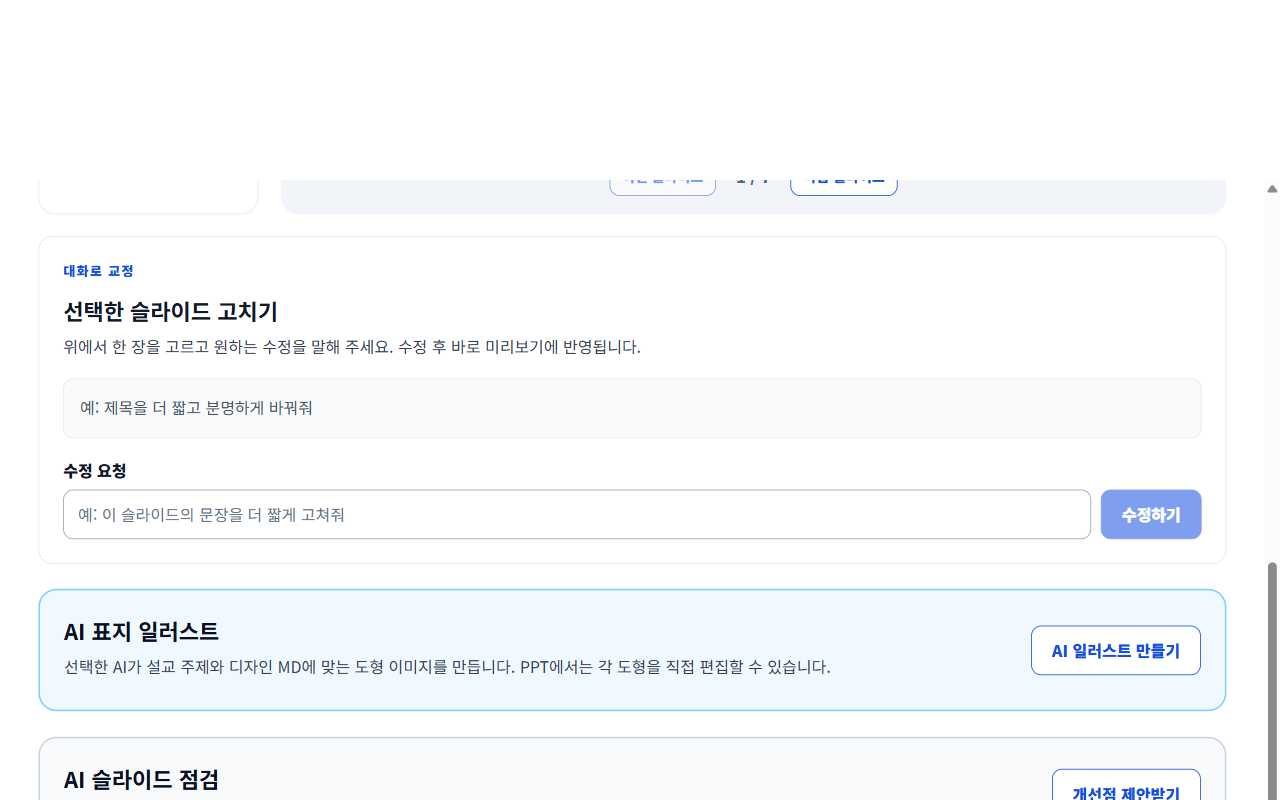 대화로 교정
선택한 슬라이드 고치기
위에서 한 장을 고르고 원하는 수정을 말해 주세요. 수정 후 바로 미리보기에 반영됩니다.
예: 제목을 더 짧고 분명하게 바꿔줘
수정 요청
예: 이 슬라이드의 문장을 더 짧게 고쳐줘
수정하기
AI 표지 일러스트
선택한 AI가 설교 주제와 디자인 MD에 맞는 도형 이미지를 만듭니다. PPT에서는 각 도형을 직접 편집할 수 있습니다.
AI 일러스트 만들기
AI 슬라이드 점검
개선점 제안받기